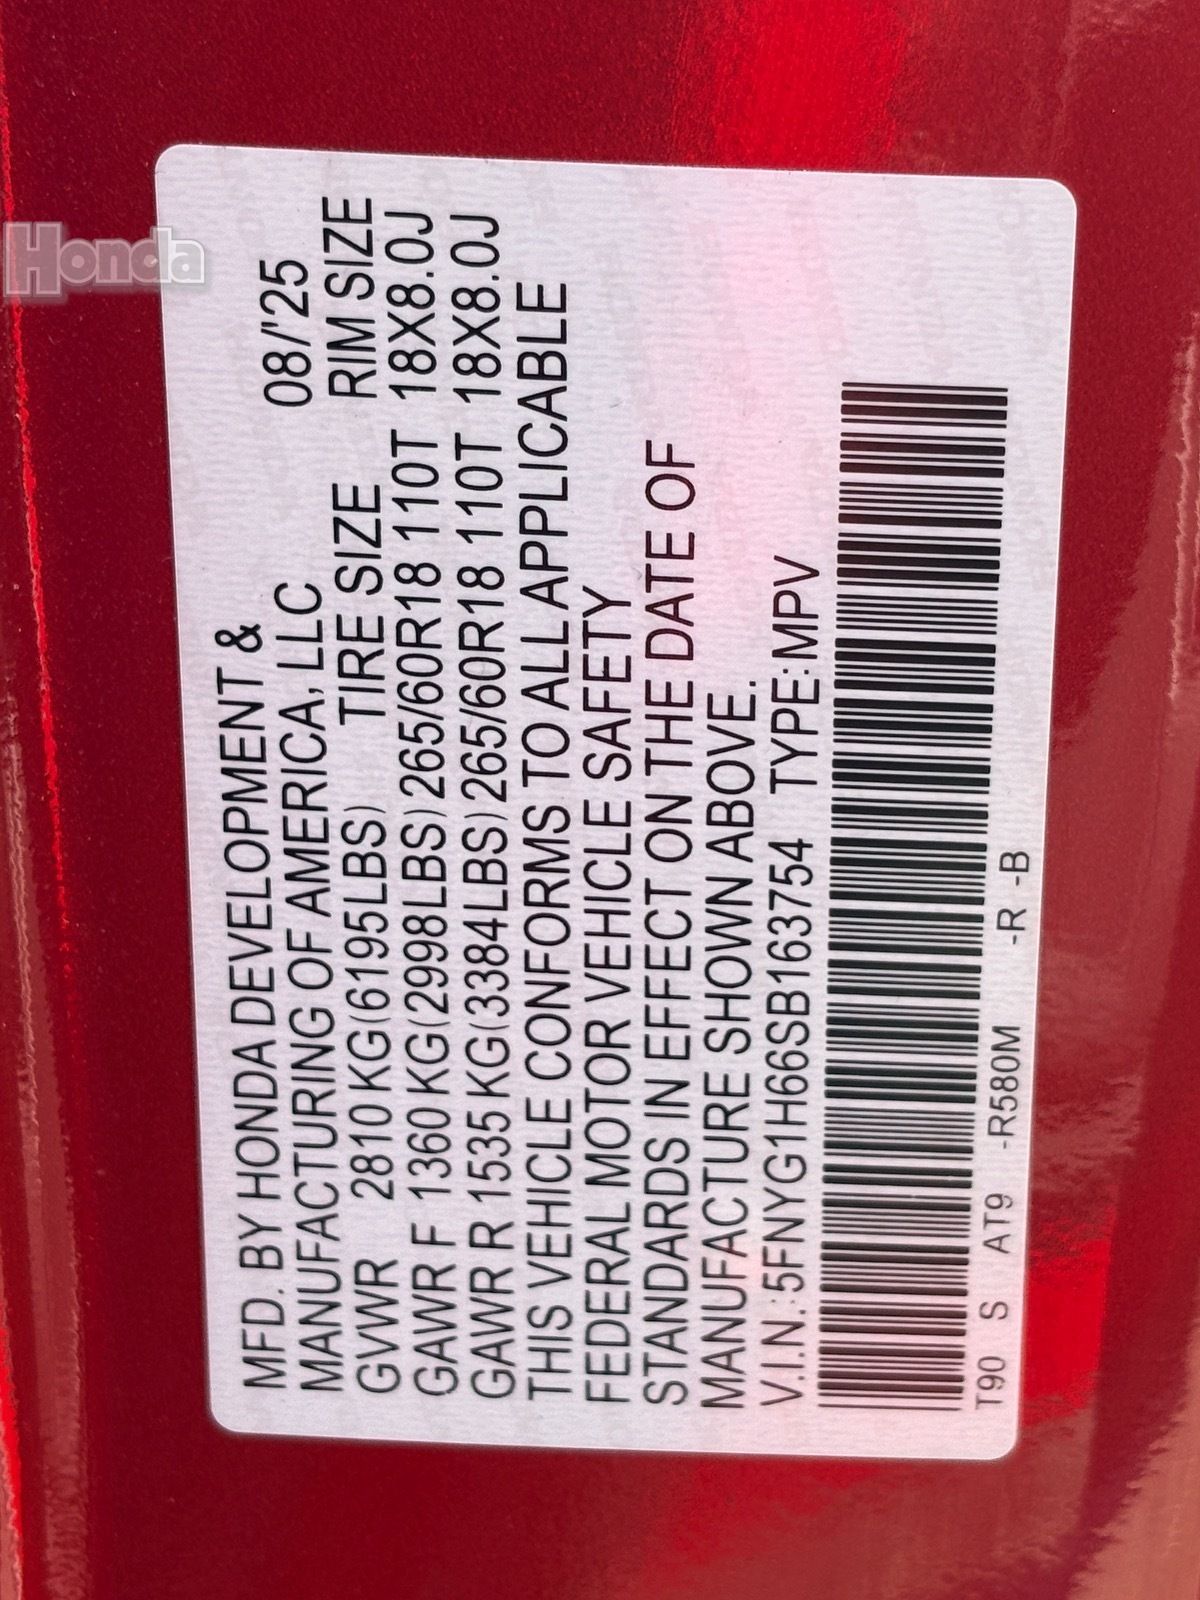 Honda
MFD. BY HONDA DEVELOPMENT &
MANUFACTURING OF AMERICA, LLC 08/'25
GVWR 2810 KG(6195LBS) TIRE SIZE RIM SIZE
GAWR F 1360 KG(2998LBS) 265/60R18 110T 18X8.0J
GAWR R 1535 KG(3384LBS) 265/60R18 110T 18X8.0J
THIS VEHICLE CONFORMS TO ALL APPLICABLE
FEDERAL MOTOR VEHICLE SAFETY
STANDARDS IN EFFECT ON THE DATE OF
MANUFACTURE SHOWN ABOVE.
V.I.N.:5FNYG1H66SB163754 TYPE:MPV
T90 S AT9 -R580M -R -B